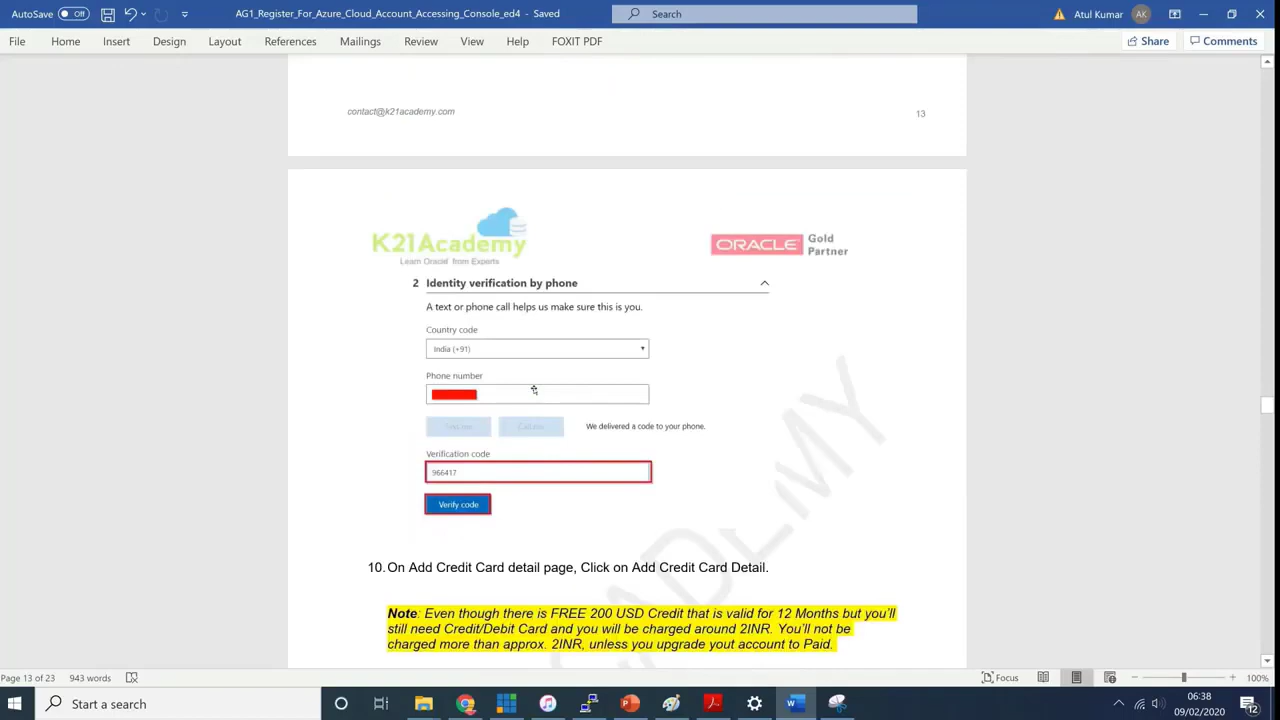 AutoSave Off AG1_Register_For_Azure_Cloud_Account_Accessing_Console_ed4 - Saved Search Atul Kumar AK
File Home Insert Design Layout References Mailings Review View Help FOXIT PDF Share Comments
contact@k21academy.com 13
K21Academy
Learn Oracle from Experts
ORACLE Gold Partner
2 Identity verification by phone
A text or phone call helps us make sure this is you.
Country code
India (+91)
Phone number
We delivered a code to your phone.
Verification code
966417
Verify code
10. On Add Credit Card detail page, Click on Add Credit Card Detail.
Note: Even though there is FREE 200 USD Credit that is valid for 12 Months but you'll
still need Credit/Debit Card and you will be charged around 2INR. You'll not be
charged more than approx. 2INR, unless you upgrade yout account to Paid.
Page 13 of 23 943 words Focus 100%
Start a search 06:38
09/02/2020 12